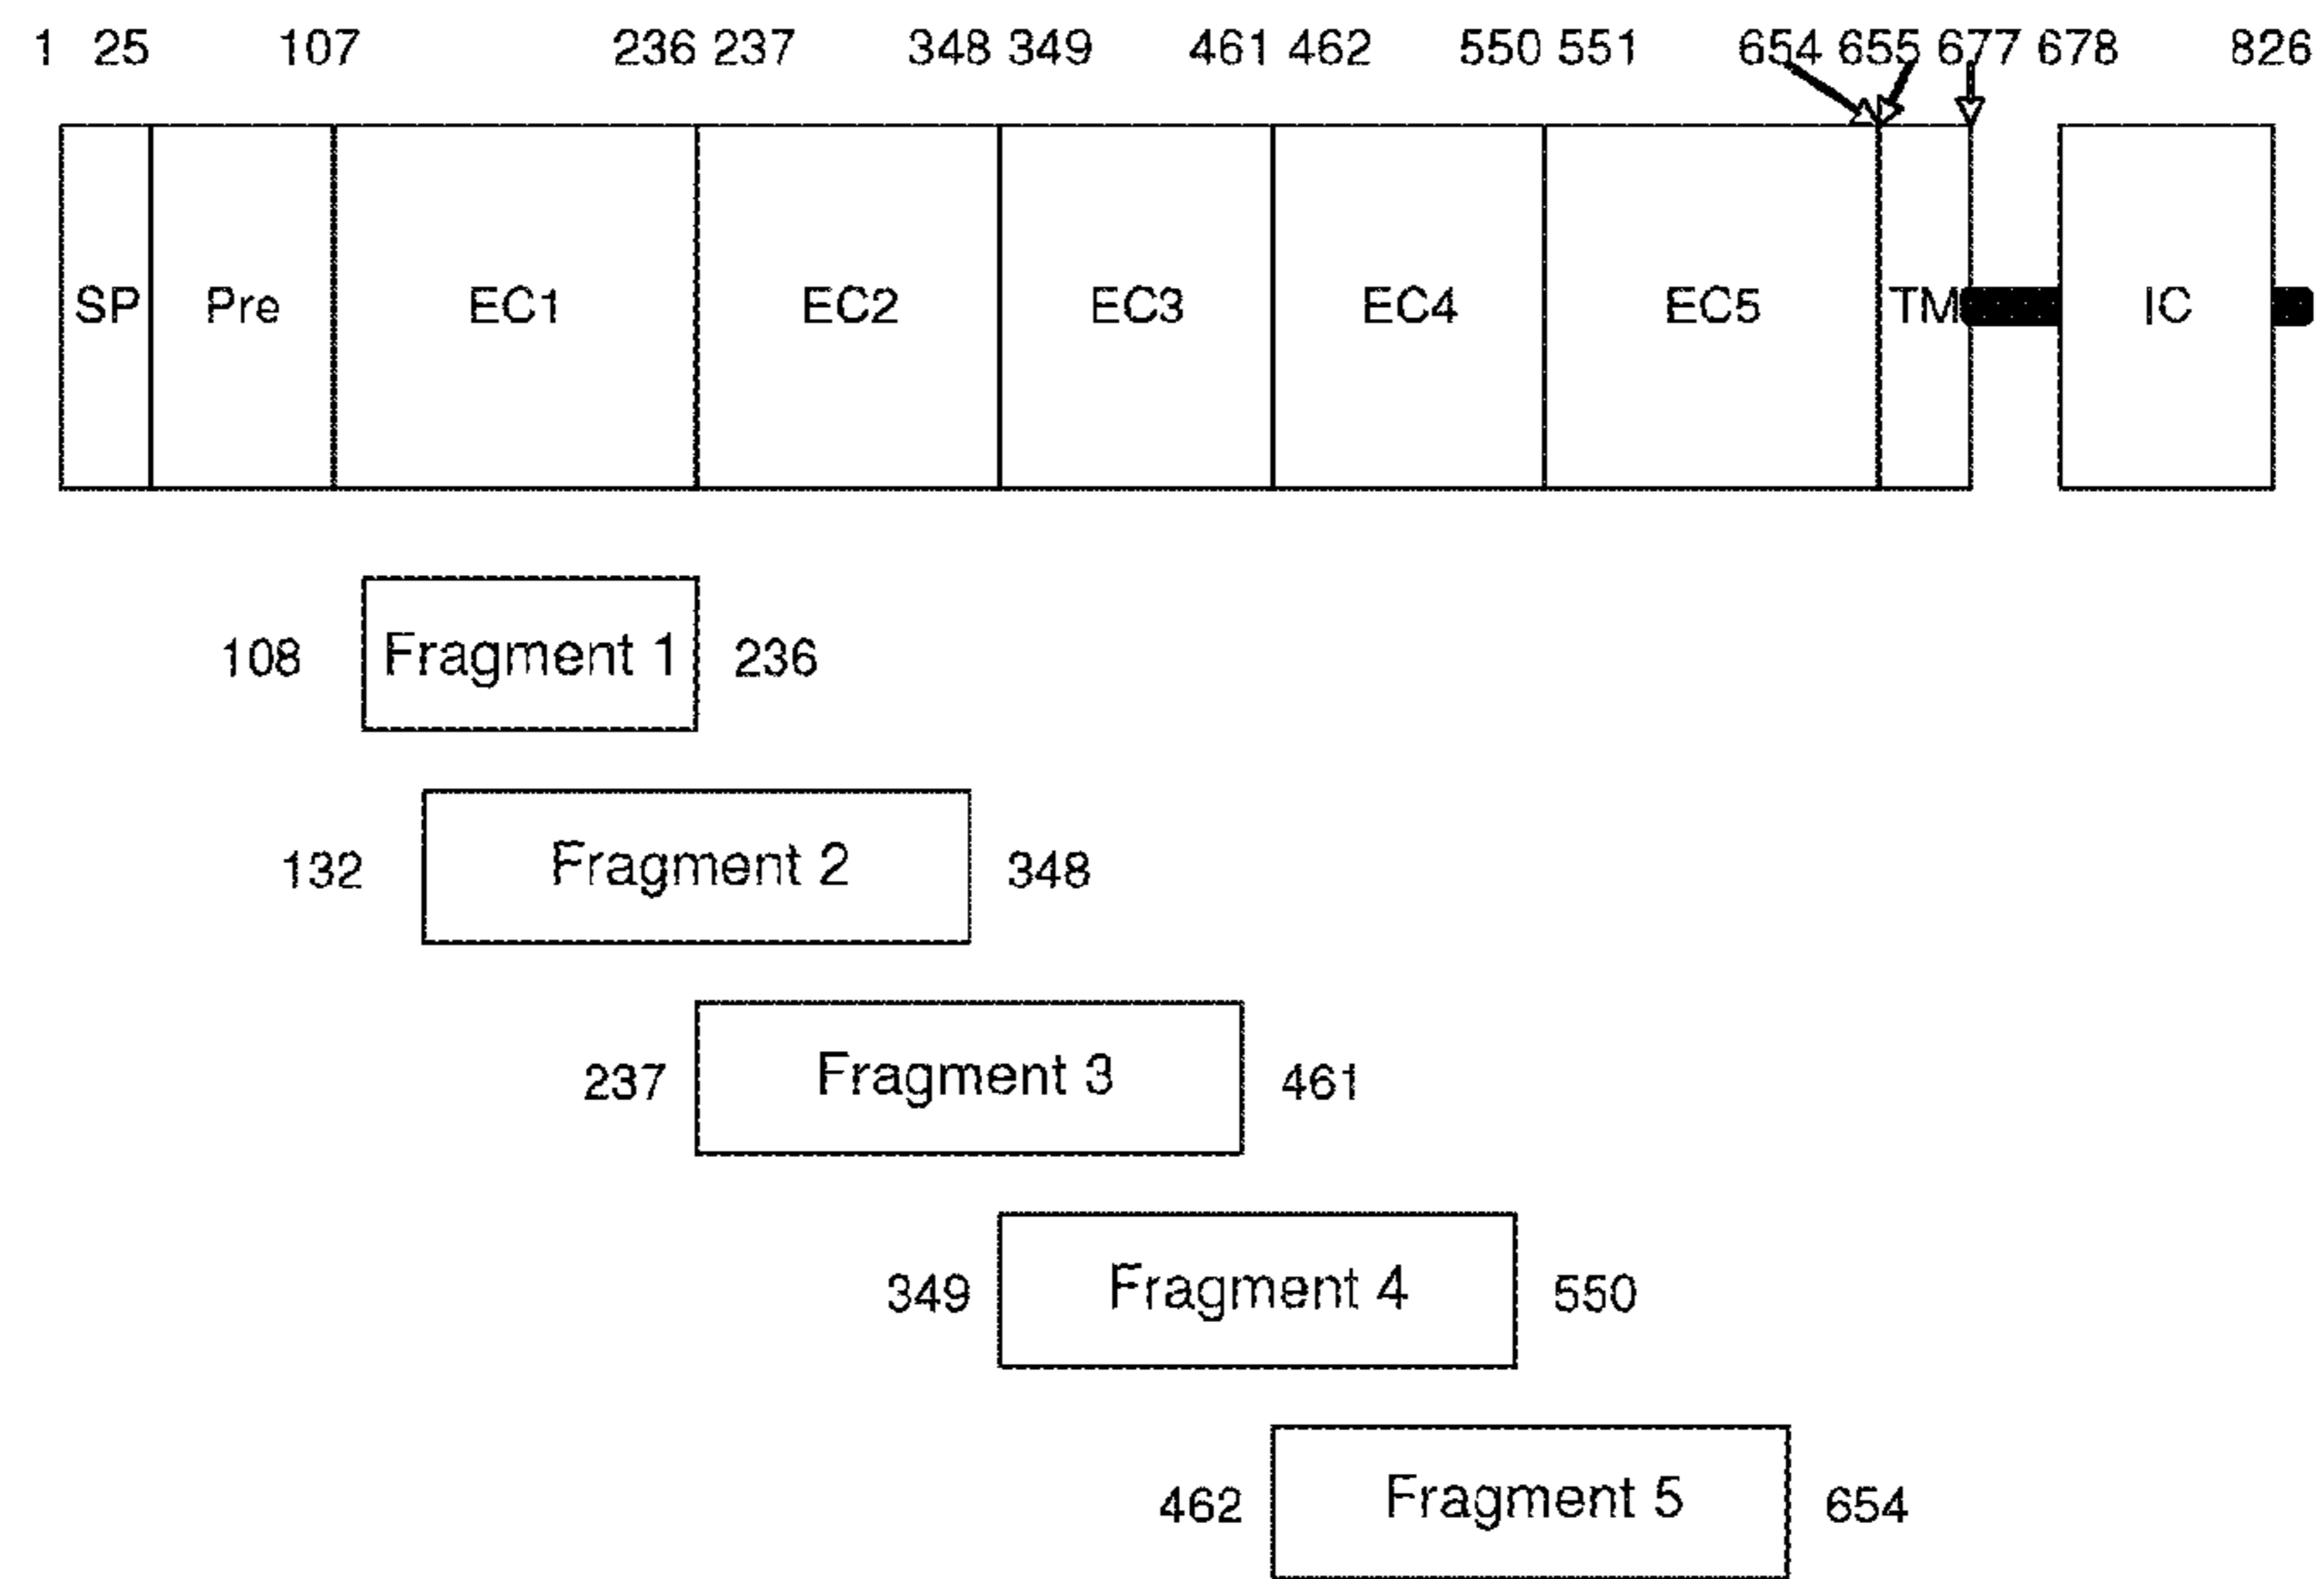 1 25 107 236 237 348 349 461 462 550 551 654 655 677 678 826
SP Pre EC1 EC2 EC3 EC4 EC5 TM IC
108 Fragment 1 236
132 Fragment 2 348
237 Fragment 3 461
349 Fragment 4 550
462 Fragment 5 654